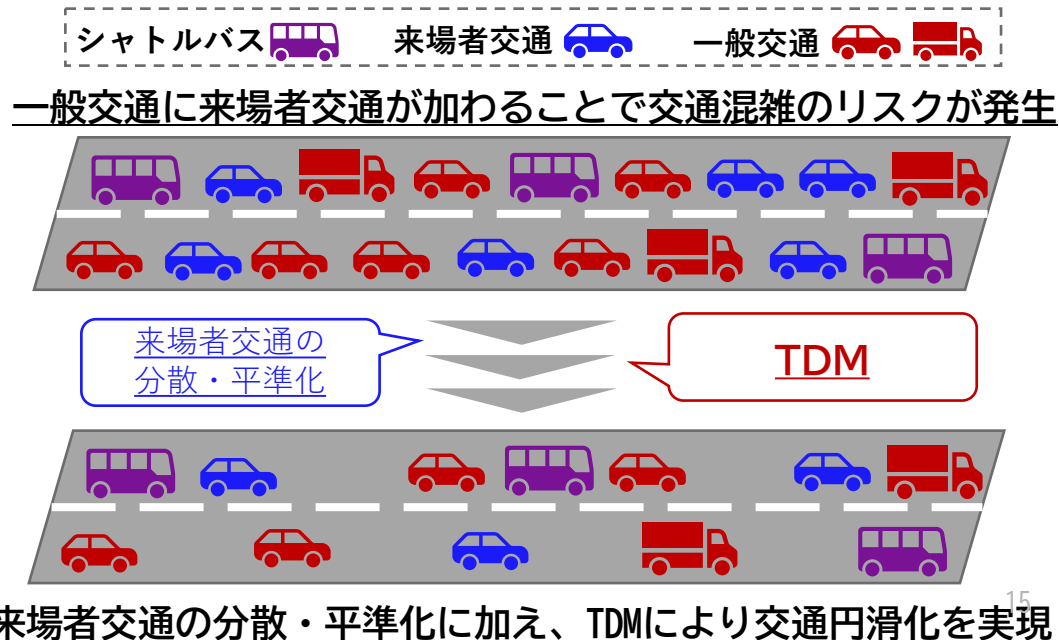 シャトルバス 来場者交通 一般交通
一般交通に来場者交通が加わることで交通混雑のリスクが発生
来場者交通の
分散・平準化
TDM
来場者交通の分散・平準化に加え、TDMにより交通円滑化を実現
15